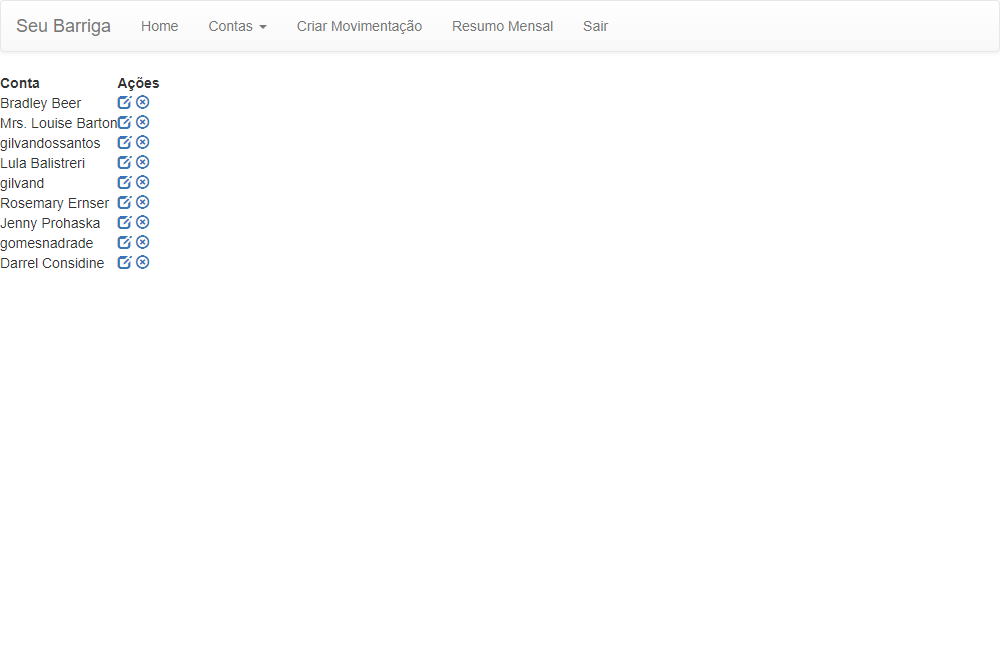 Seu Barriga Home Contas Criar Movimentação Resumo Mensal Sair
Conta Ações
Bradley Beer
Mrs. Louise Barton
gilvandossantos
Lula Balistreri
gilvand
Rosemary Ernser
Jenny Prohaska
gomesnadrade
Darrel Considine